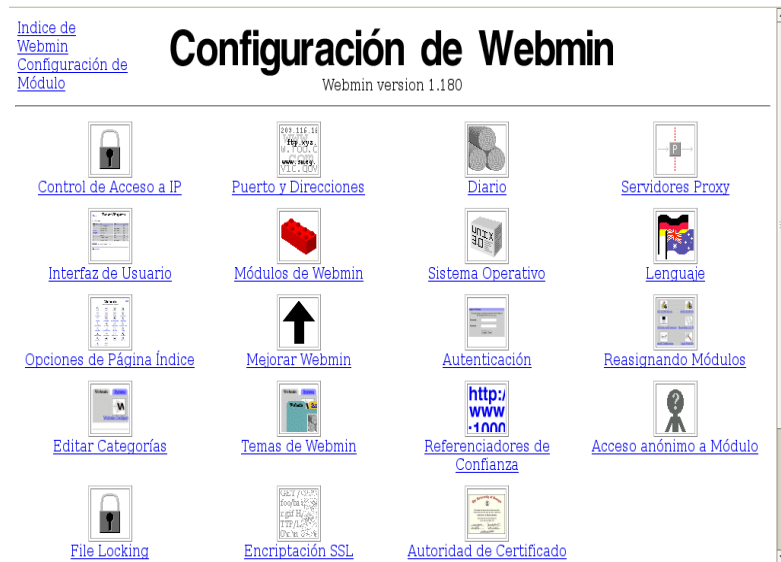 Indice de
Webmin
Configuración de
Módulo
Configuración de Webmin
Webmin version 1.180
Control de Acceso a IP
Puerto y Direcciones
Diario
Servidores Proxy
Interfaz de Usuario
Módulos de Webmin
Sistema Operativo
Lenguaje
Opciones de Página Índice
Mejorar Webmin
Autenticación
Reasignando Módulos
Editar Categorías
Temas de Webmin
http:/
www
:1000
Referenciadores de
Confianza
Acceso anónimo a Módulo
File Locking
Encriptación SSL
Autoridad de Certificado